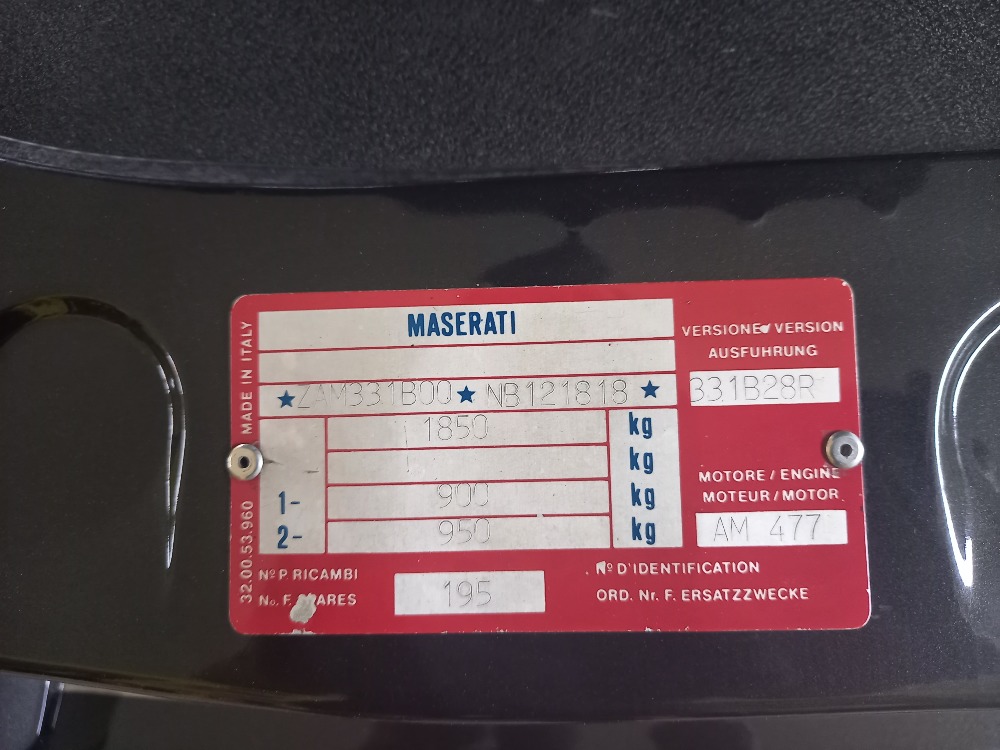 MASERATI
★ZAM331B00★ NB121818 ★
1850 kg
kg
1- 900 kg
2- 950 kg
MADE IN ITALY
32.00.53.960
VERSIONE/VERSION
AUSFUHRUNG
331B28R
MOTORE / ENGINE
MOTEUR / MOTOR
AM 477
Nº P. RICAMBI
No. F. SPARES
195
Nº D'IDENTIFICATION
ORD. Nr. F. ERSATZZWECKE